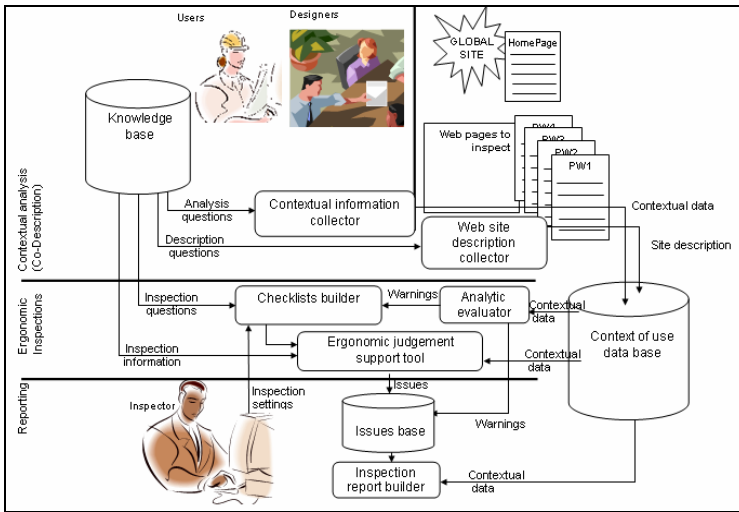 Users
Designers
GLOBAL
SITE
HomePage
Knowledge
base
Web pages to
inspect
PW3
PW2
PW1
Contextual analysis
(Co-Description)
Analysis
questions
Contextual information
collector
Contextual data
Description
questions
Web site
description
collector
Site description
Ergonomic
Inspections
Inspection
questions
Checklists builder
Warnings
Analytic
evaluator
Contextual
data
Context of use
data base
Inspection
information
Ergonomic judgement
support tool
Contextual
data
Reporting
Inspector
Inspection
settings
Issues
Issues base
Warnings
Inspection
report builder
Contextual
data